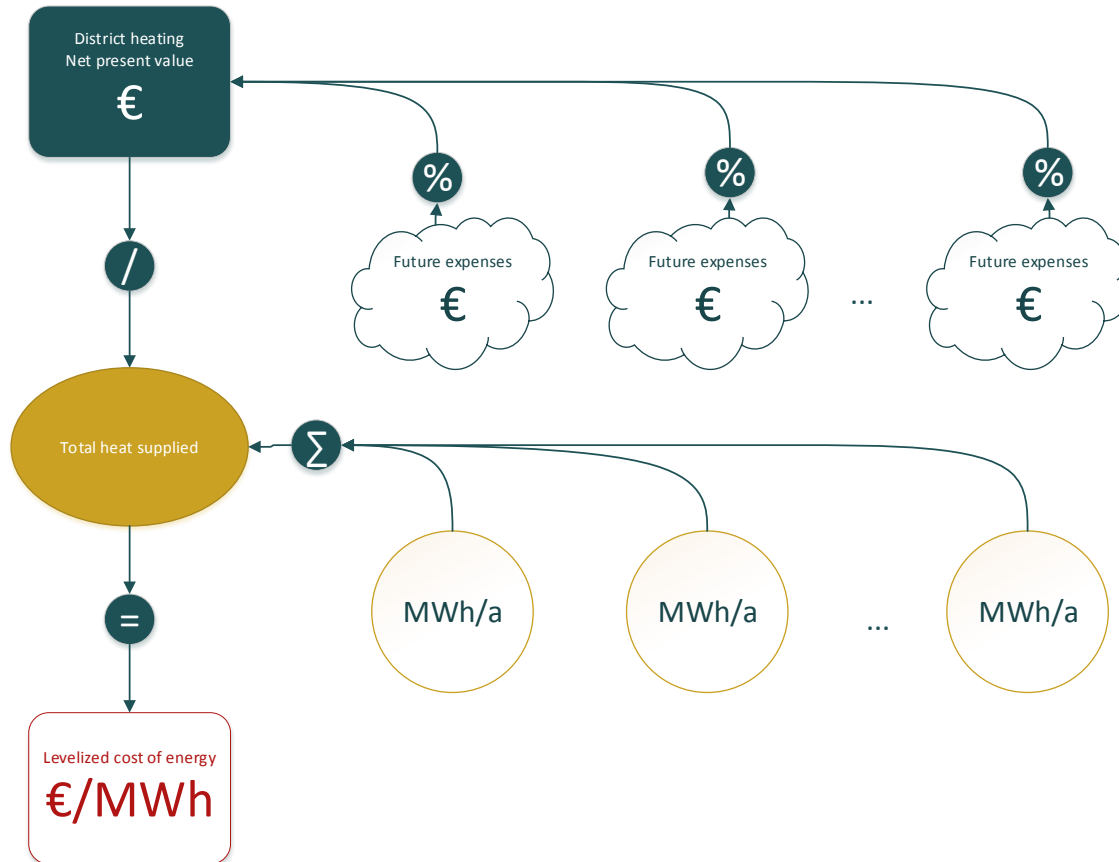 District heating
Net present value
€
%
%
%
Future expenses
€
Future expenses
€
...
Future expenses
€
/
Total heat supplied
∑
MWh/a
MWh/a
...
MWh/a
=
Levelized cost of energy
€/MWh